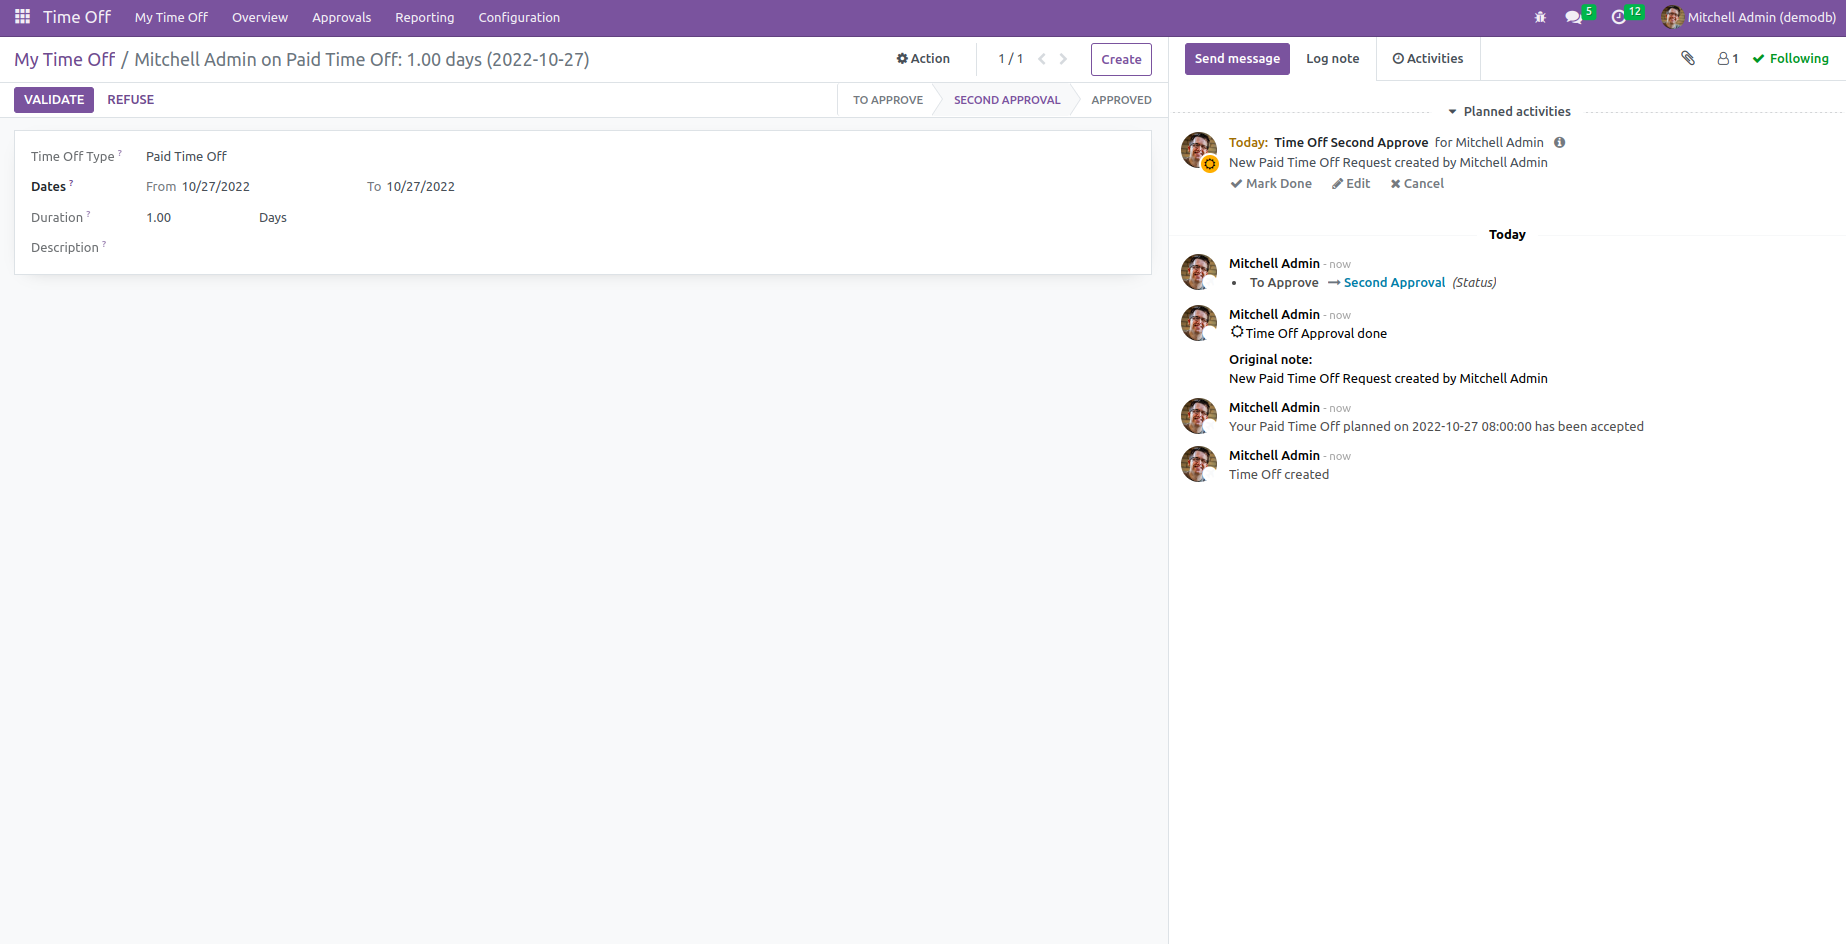 Time Off My Time Off Overview Approvals Reporting Configuration 5 12 Mitchell Admin (demodb)
My Time Off / Mitchell Admin on Paid Time Off: 1.00 days (2022-10-27) Action 1 / 1 Create
VALIDATE REFUSE TO APPROVE SECOND APPROVAL APPROVED
Time Off Type ? Paid Time Off
Dates ? From 10/27/2022 To 10/27/2022
Duration ? 1.00 Days
Description ?
Send message Log note Activities 1 Following
Planned activities
Today: Time Off Second Approve for Mitchell Admin
New Paid Time Off Request created by Mitchell Admin
Mark Done Edit Cancel
Today
Mitchell Admin - now
• To Approve → Second Approval (Status)
Mitchell Admin - now
Time Off Approval done
Original note:
New Paid Time Off Request created by Mitchell Admin
Mitchell Admin - now
Your Paid Time Off planned on 2022-10-27 08:00:00 has been accepted
Mitchell Admin - now
Time Off created